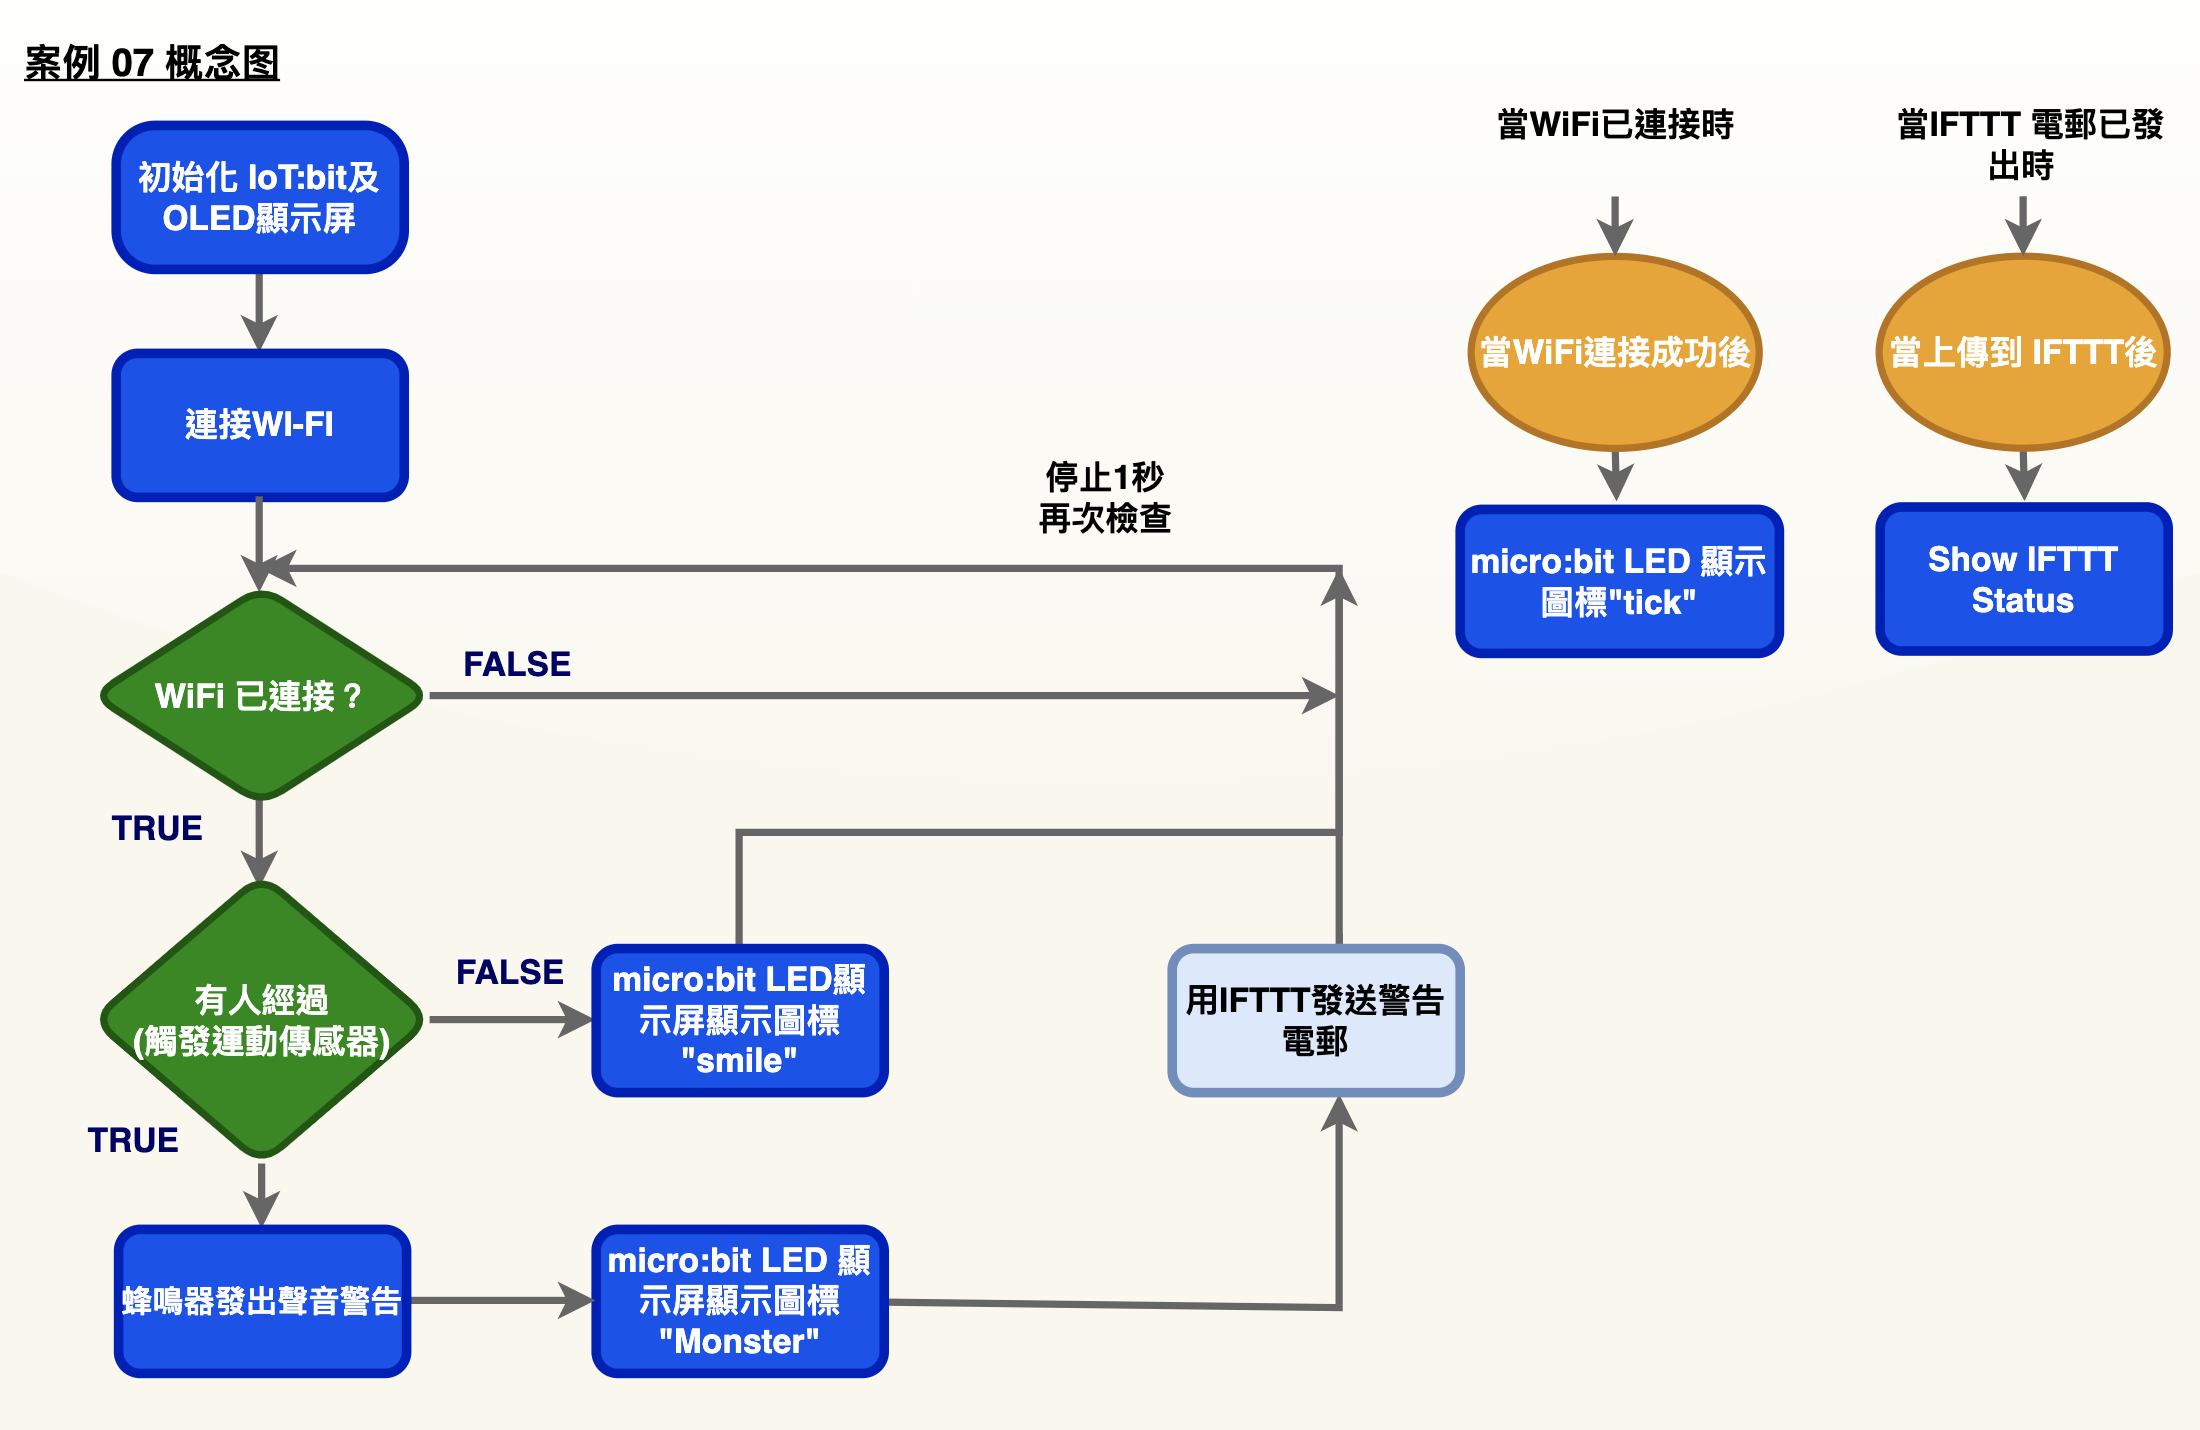 案例 07 概念图
初始化 IoT:bit及
OLED顯示屏
連接WI-FI
停止1秒
再次檢查
WiFi 已連接？
FALSE
TRUE
有人經過
(觸發運動傳感器)
FALSE
TRUE
micro:bit LED顯
示屏顯示圖標
"smile"
用IFTTT發送警告
電郵
蜂鳴器發出聲音警告
micro:bit LED 顯
示屏顯示圖標
"Monster"
當WiFi已連接時
當WiFi連接成功後
micro:bit LED 顯示
圖標"tick"
當IFTTT 電郵已發
出時
當上傳到 IFTTT後
Show IFTTT
Status